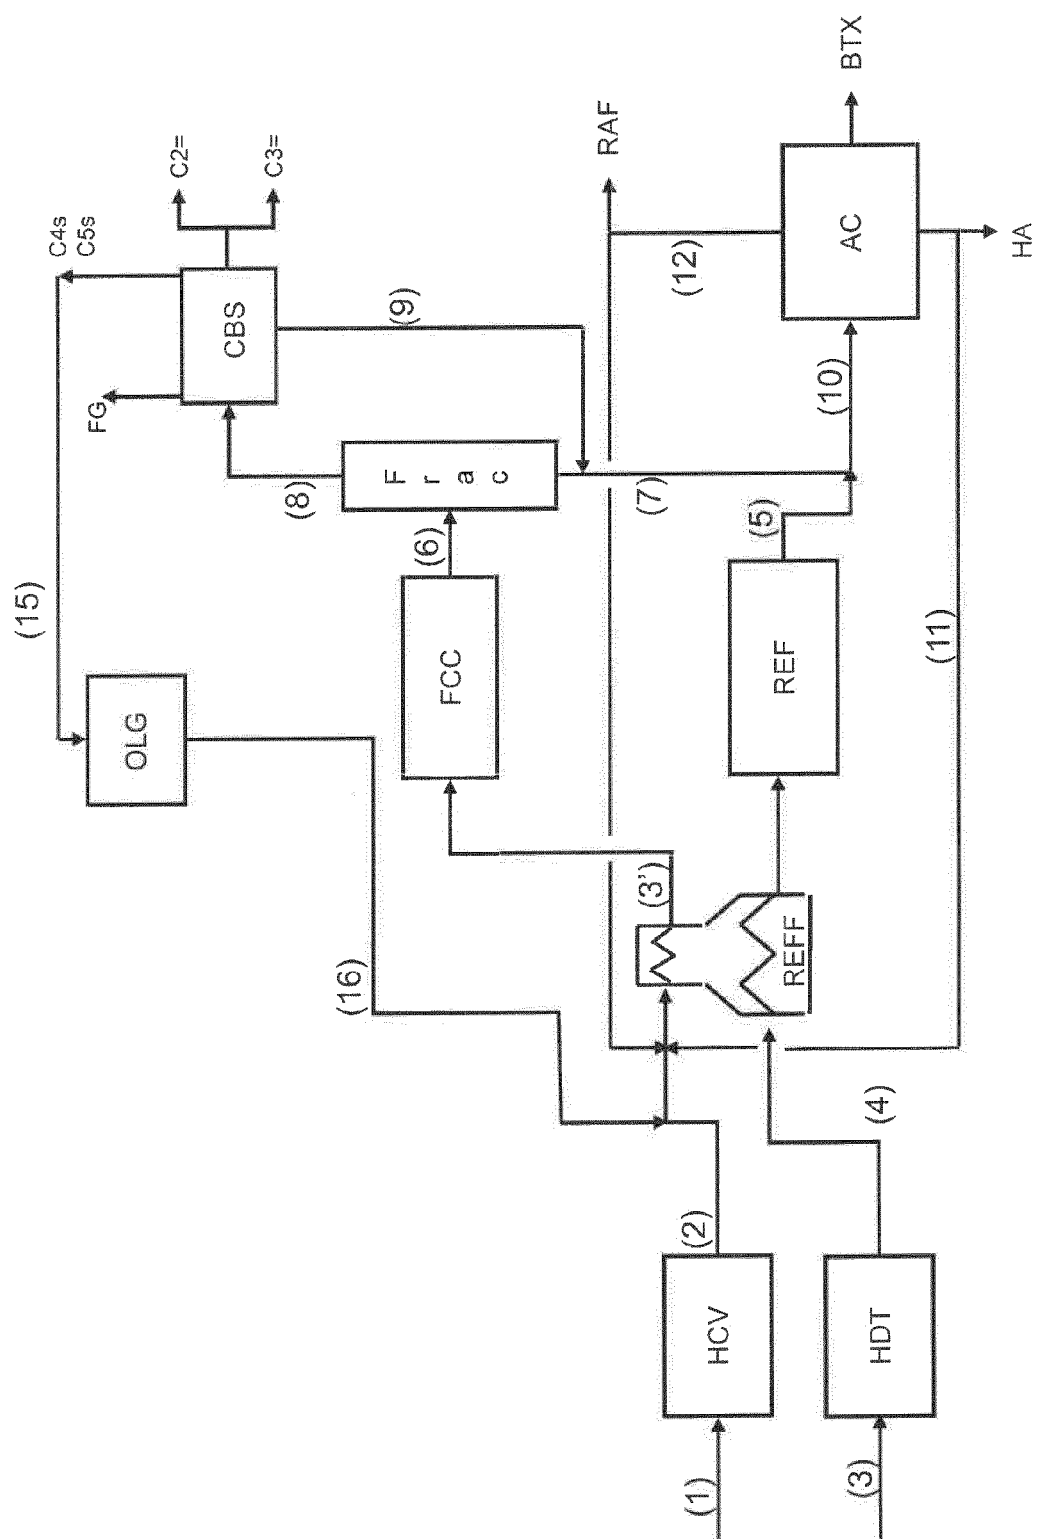 C4s
C5s
C2=
C3=
FG
CBS
(15)
OLG
(8)
(9)
F r a c
(6)
FCC
(16)
RAF
BTX
(12)
AC
HA
(10)
(7)
(5)
REF
(11)
(3')
REFF
(2)
(4)
HCV
HDT
(1)
(3)